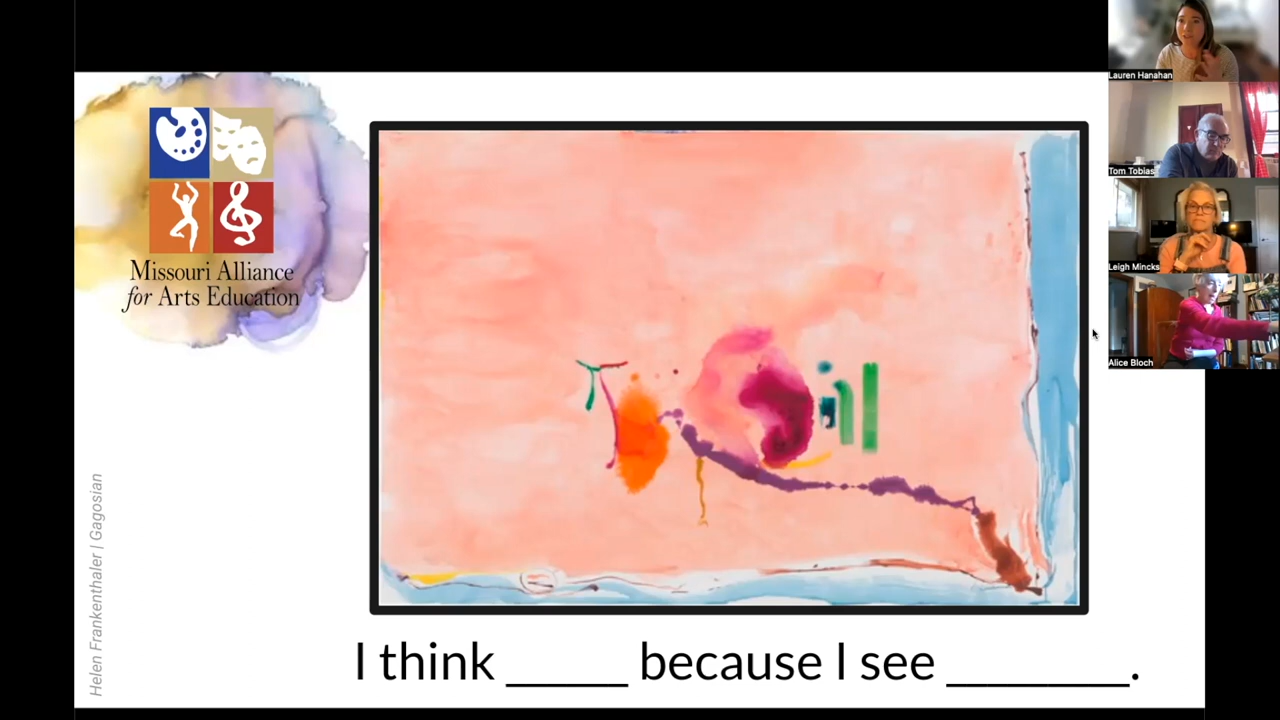 Missouri Alliance
for Arts Education
Helen Frankenthaler | Gagosian
I think _____ because I see _______.
Lauren Hanahan
Tom Tobias
Leigh Mincks
Alice Bloch